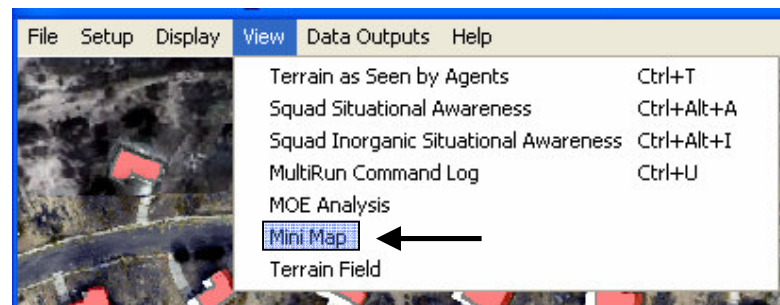 File Setup Display View Data Outputs Help
Terrain as Seen by Agents Ctrl+T
Squad Situational Awareness Ctrl+Alt+A
Squad Inorganic Situational Awareness Ctrl+Alt+I
MultiRun Command Log Ctrl+U
MOE Analysis
Mini Map
Terrain Field